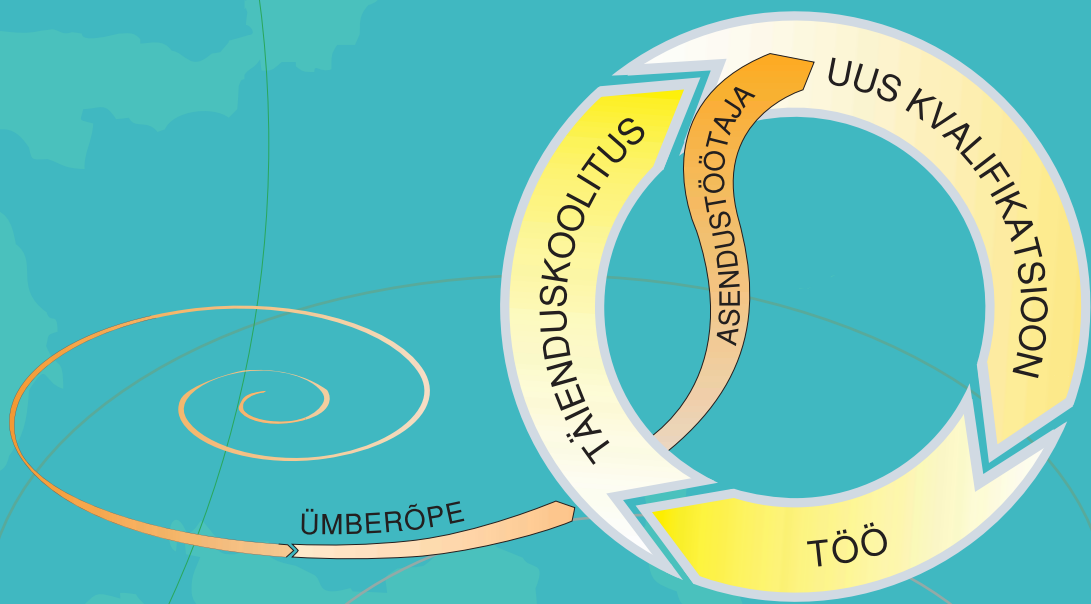 UUS KVALIFIKATSIOON
ASENDUSTÖÖTAJA
TÄIENDUSKOOLITUS
ÜMBERÕPE
TÖÖ